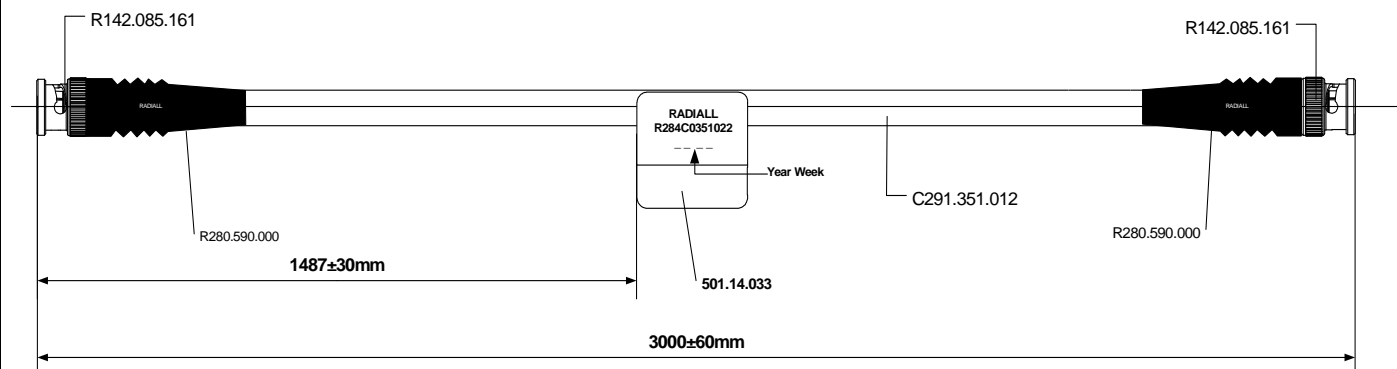 R142.085.161
R142.085.161
RADIALL
RADIALL
RADIALL
R284C0351022
Year Week
C291.351.012
R280.590.000
R280.590.000
1487±30mm
501.14.033
3000±60mm